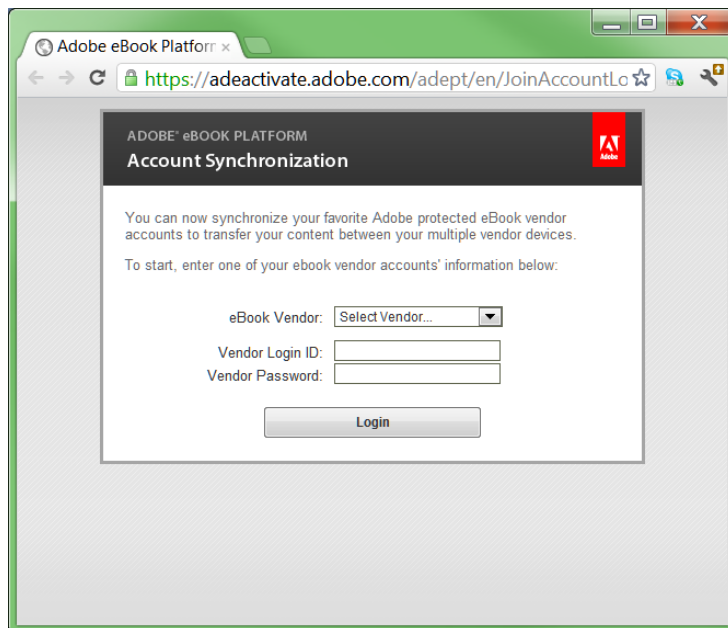 Adobe eBook Platforr
https://adeactivate.adobe.com/adept/en/JoinAccountLo
ADOBE® eBOOK PLATFORM
Account Synchronization
Adobe
You can now synchronize your favorite Adobe protected eBook vendor
accounts to transfer your content between your multiple vendor devices.
To start, enter one of your ebook vendor accounts' information below:
eBook Vendor: Select Vendor...
Vendor Login ID:
Vendor Password:
Login